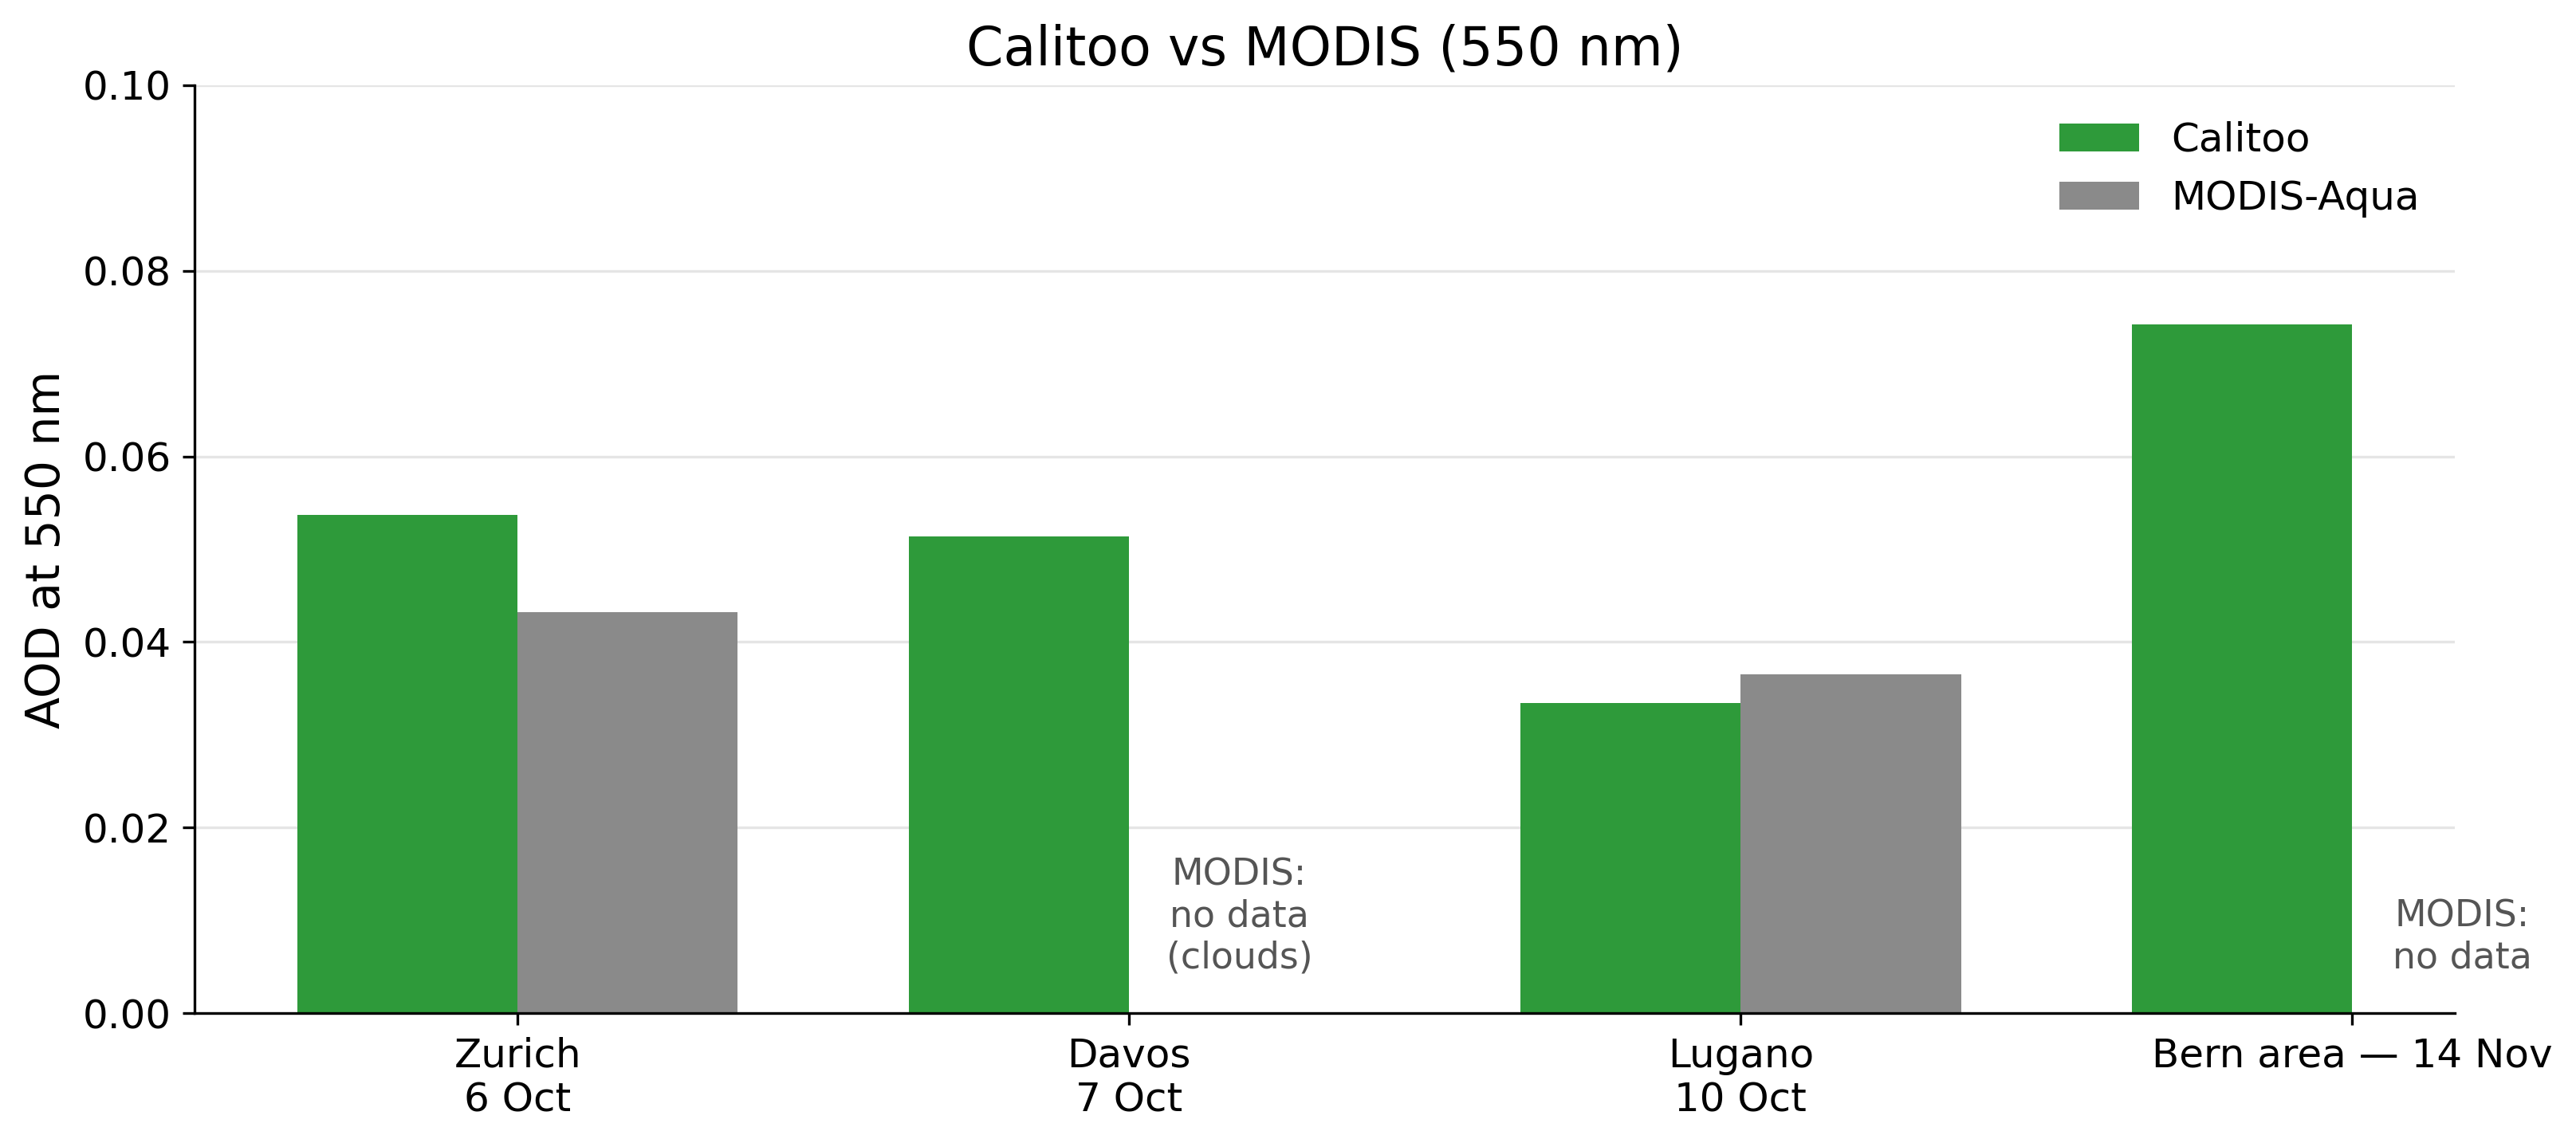 Calitoo vs MODIS (550 nm)
Calitoo
MODIS-Aqua
AOD at 550 nm
0.10
0.08
0.06
0.04
0.02
0.00
MODIS:
no data
(clouds)
MODIS:
no data
Zurich
6 Oct
Davos
7 Oct
Lugano
10 Oct
Bern area — 14 Nov